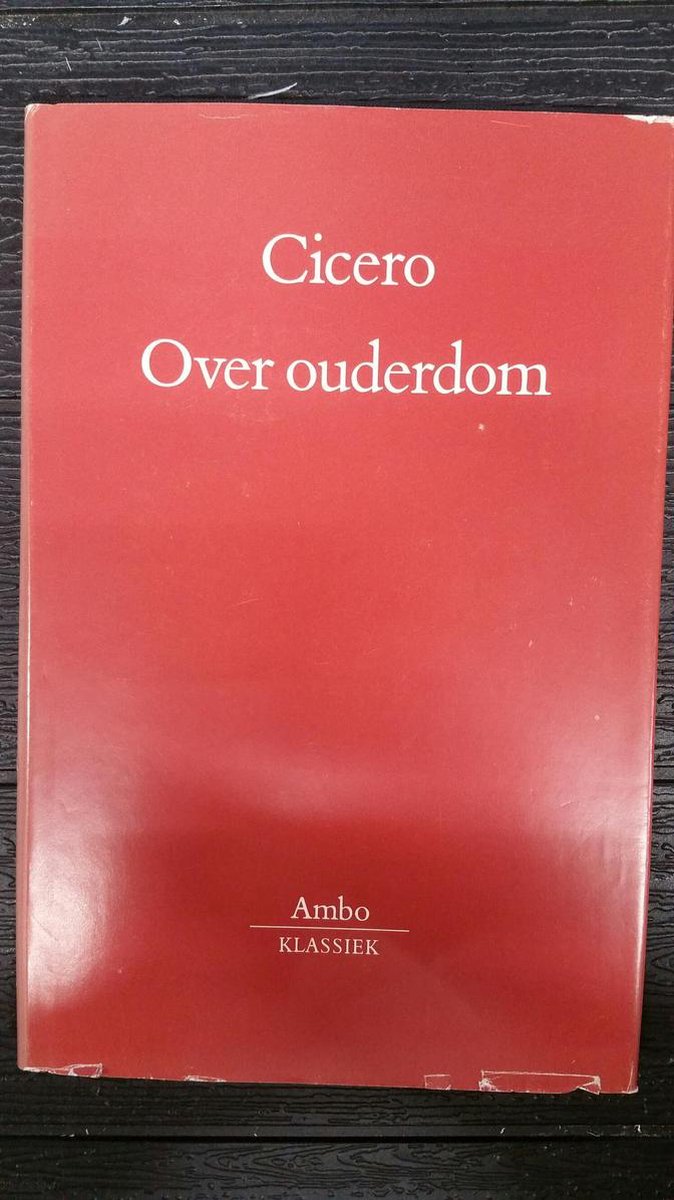 Cicero
Over ouderdom
Ambo
KLASSIEK